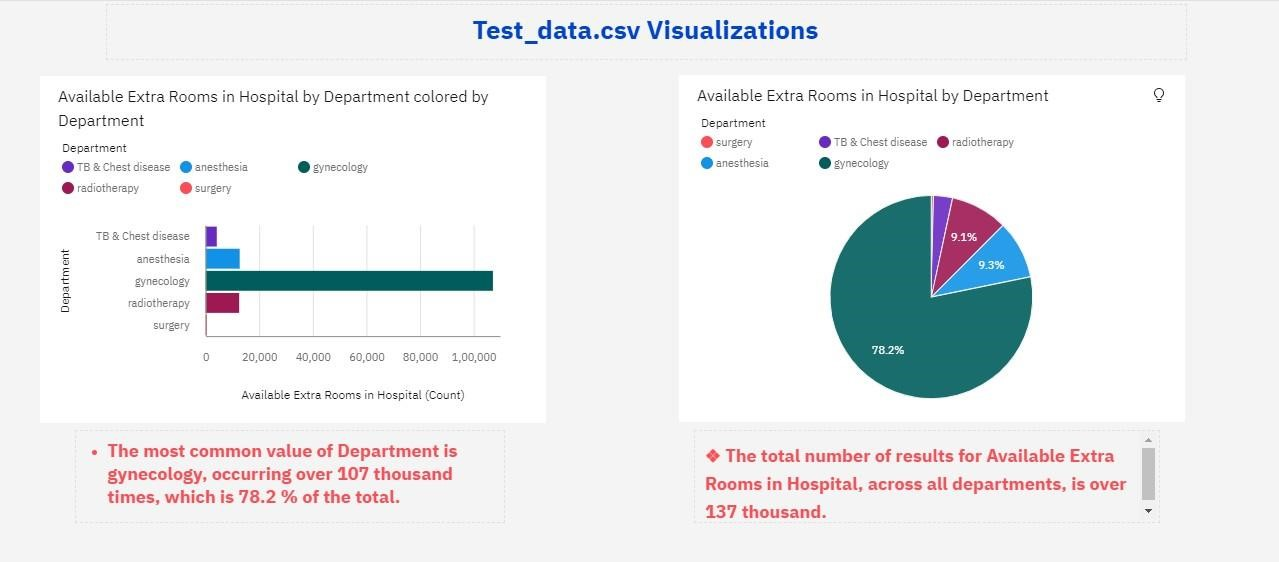 Test_data.csv Visualizations
Available Extra Rooms in Hospital by Department colored by
Department
Department
TB & Chest disease anesthesia gynecology
radiotherapy surgery
Department
TB & Chest disease
anesthesia
gynecology
radiotherapy
surgery
0 20,000 40,000 60,000 80,000 1,00,000
Available Extra Rooms in Hospital (Count)
• The most common value of Department is
gynecology, occurring over 107 thousand
times, which is 78.2 % of the total.
Available Extra Rooms in Hospital by Department
Department
surgery TB & Chest disease radiotherapy
anesthesia gynecology
9.1%
9.3%
78.2%
❖ The total number of results for Available Extra
Rooms in Hospital, across all departments, is over
137 thousand.